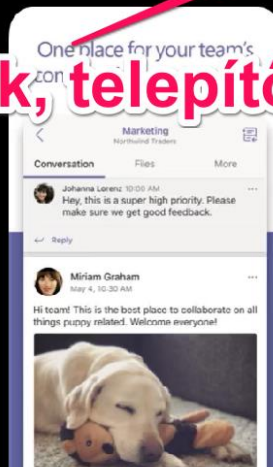 One place for your team's
k, telepítő
Marketing
Northwind Traders
Conversation Files More
Johanna Lorenz 10:00 AM
Hey, this is a super high priority. Please
make sure we get good feedback.
Reply
Miriam Graham
May 4, 10:30 AM
Hi team! This is the best place to collaborate on all
things puppy related. Welcome everyone!